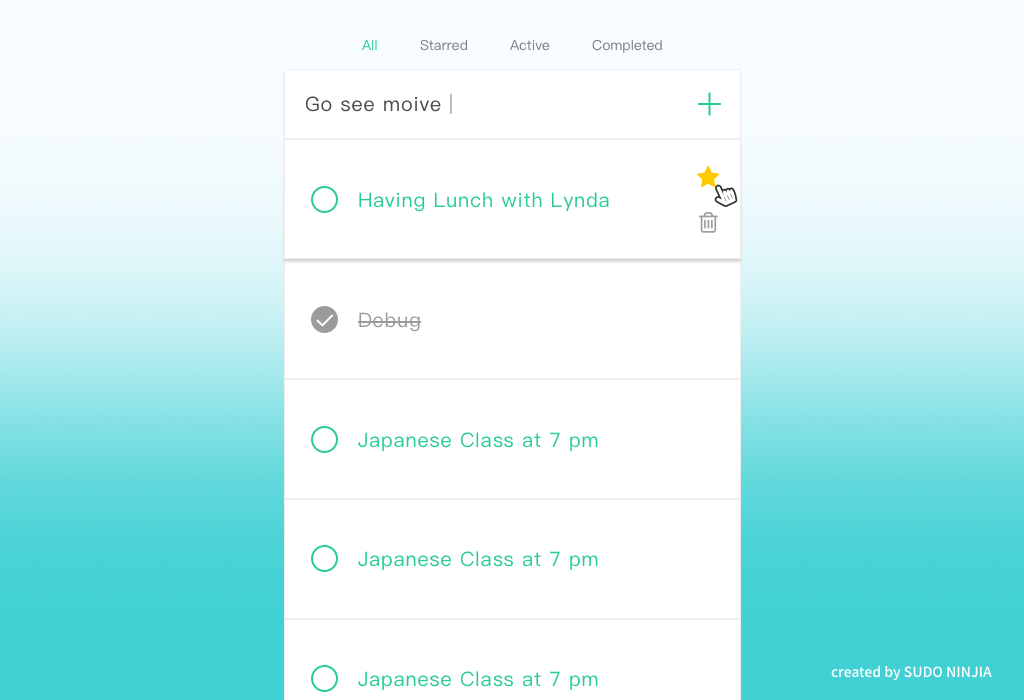 All Starred Active Completed
Go see moive
Having Lunch with Lynda
Debug
Japanese Class at 7 pm
Japanese Class at 7 pm
Japanese Class at 7 pm
created by SUDO NINJIA